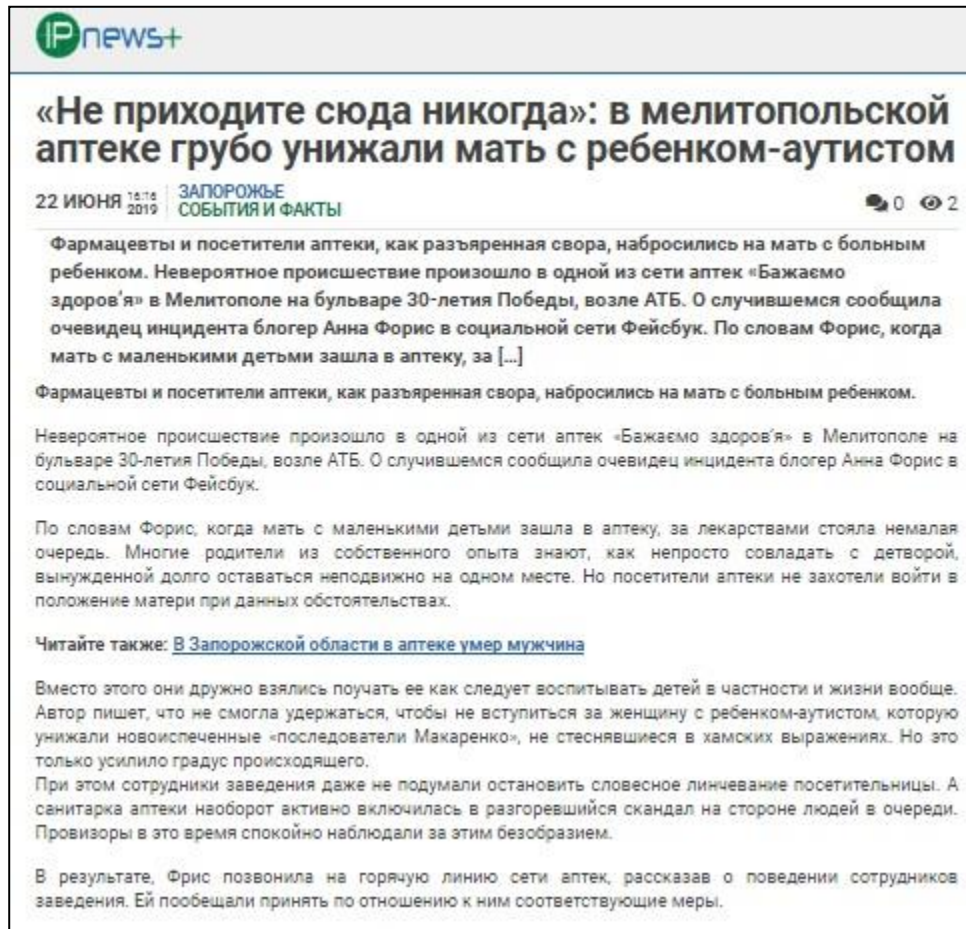 IPnews+
«Не приходите сюда никогда»: в мелитопольской
аптеке грубо унижали мать с ребенком-аутистом
22 ИЮНЯ 16:16 2019 ЗАПОРОЖЬЕ СОБЫТИЯ И ФАКТЫ 0 2
Фармацевты и посетители аптеки, как разъяренная свора, набросились на мать с больным
ребенком. Невероятное происшествие произошло в одной из сети аптек «Бажаємо
здоров’я» в Мелитополе на бульваре 30-летия Победы, возле АТБ. О случившемся сообщила
очевидец инцидента блогер Анна Форис в социальной сети Фейсбук. По словам Форис, когда
мать с маленькими детьми зашла в аптеку, за [...]
Фармацевты и посетители аптеки, как разъяренная свора, набросились на мать с больным ребенком.
Невероятное происшествие произошло в одной из сети аптек «Бажаємо здоров’я» в Мелитополе на
бульваре 30-летия Победы, возле АТБ. О случившемся сообщила очевидец инцидента блогер Анна Форис в
социальной сети Фейсбук.
По словам Форис, когда мать с маленькими детьми зашла в аптеку, за лекарствами стояла немалая
очередь. Многие родители из собственного опыта знают, как непросто совладать с детворой,
вынужденной долго оставаться неподвижно на одном месте. Но посетители аптеки не захотели войти в
положение матери при данных обстоятельствах.
Читайте также: В Запорожской области в аптеке умер мужчина
Вместо этого они дружно взялись поучать ее как следует воспитывать детей в частности и жизни вообще.
Автор пишет, что не смогла удержаться, чтобы не вступиться за женщину с ребенком-аутистом, которую
унижали новоиспеченные «последователи Макаренко», не стеснявшиеся в хамских выражениях. Но это
только усилило градус происходящего.
При этом сотрудники заведения даже не подумали остановить словесное линчевание посетительницы. А
санитарка аптеки наоборот активно включилась в разгоревшийся скандал на стороне людей в очереди.
Провизоры в это время спокойно наблюдали за этим безобразием.
В результате, Фрис позвонила на горячую линию сети аптек, рассказав о поведении сотрудников
заведения. Ей пообещали принять по отношению к ним соответствующие меры.